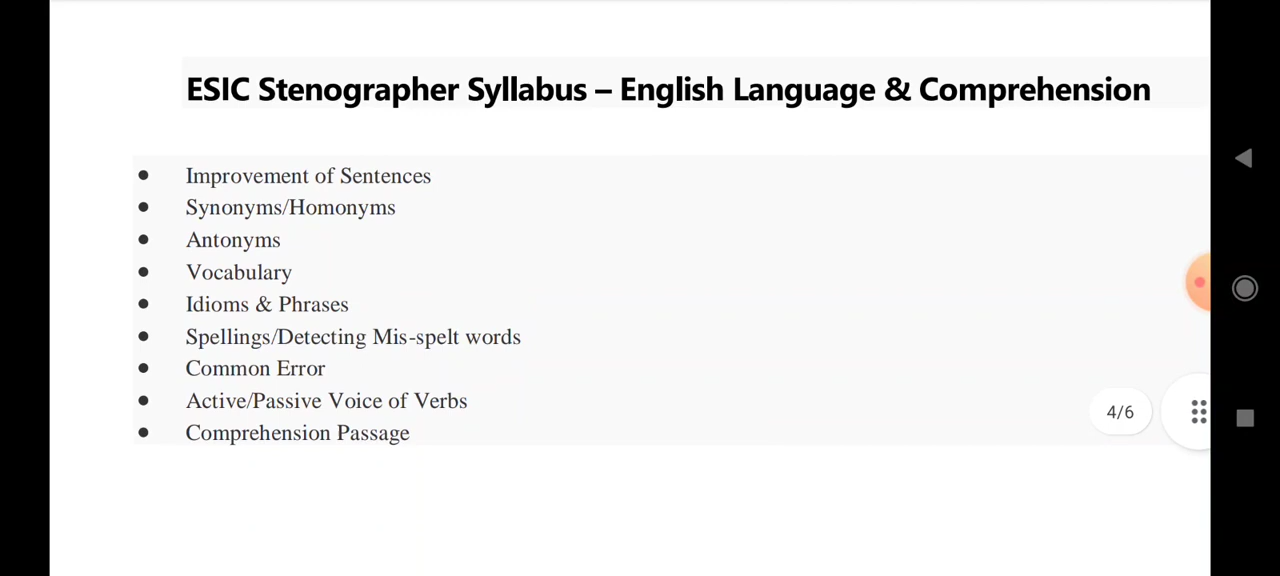 ESIC Stenographer Syllabus – English Language & Comprehension
● Improvement of Sentences
● Synonyms/Homonyms
● Antonyms
● Vocabulary
● Idioms & Phrases
● Spellings/Detecting Mis-spelt words
● Common Error
● Active/Passive Voice of Verbs
● Comprehension Passage
4/6